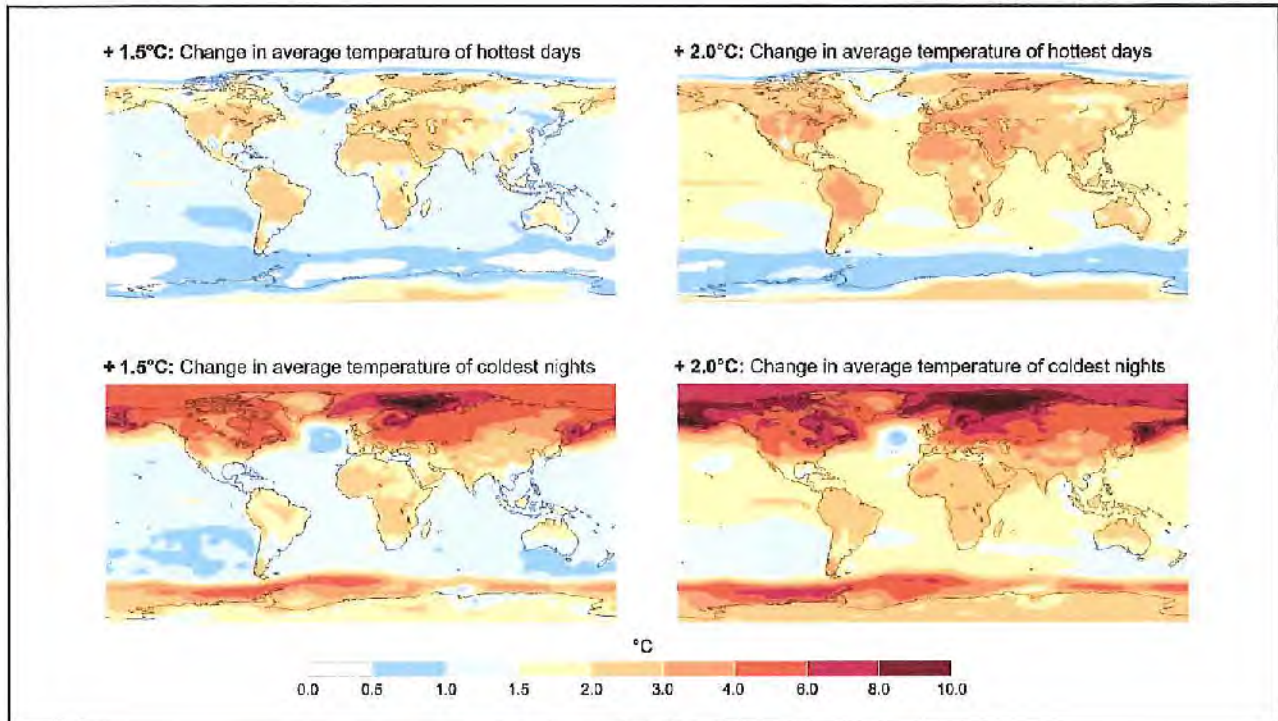 + 1.5°C: Change in average temperature of hottest days
+ 2.0°C: Change in average temperature of hottest days
+ 1.5°C: Change in average temperature of coldest nights
+ 2.0°C: Change in average temperature of coldest nights
°C
0.0 0.5 1.0 1.5 2.0 3.0 4.0 6.0 8.0 10.0